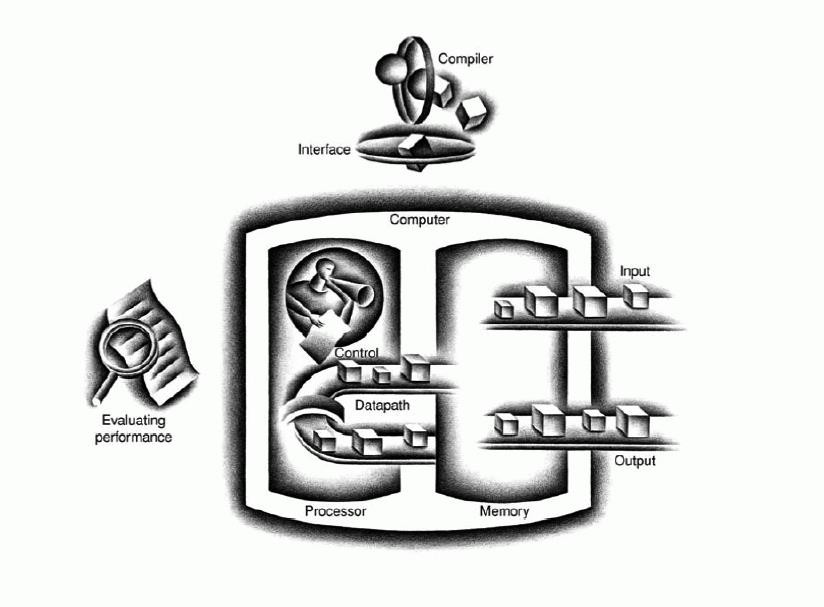 Compiler
Interface
Computer
Input
Control
Datapath
Evaluating
performance
Output
Processor
Memory